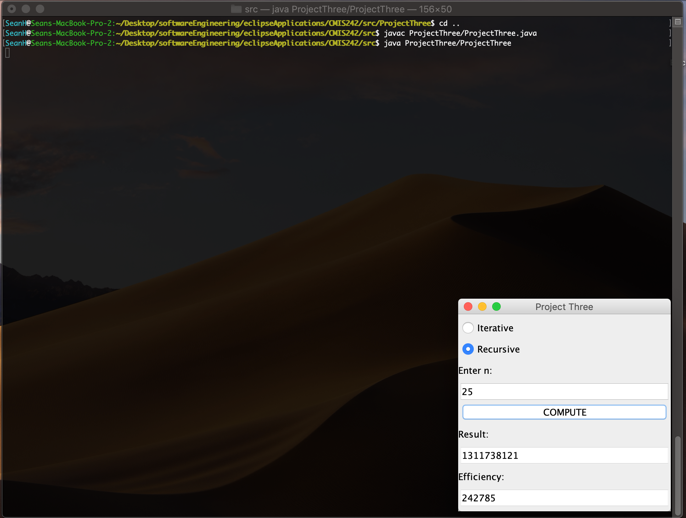 src — java ProjectThree/ProjectThree — 156×50
[SeanH@Seans-MacBook-Pro-2:~/Desktop/softwareEngineering/eclipseApplications/CMIS242/src/ProjectThree$ cd .. ]
[SeanH@Seans-MacBook-Pro-2:~/Desktop/softwareEngineering/eclipseApplications/CMIS242/src$ javac ProjectThree/ProjectThree.java ]
[SeanH@Seans-MacBook-Pro-2:~/Desktop/softwareEngineering/eclipseApplications/CMIS242/src$ java ProjectThree/ProjectThree ]
Project Three
Iterative
Recursive
Enter n:
25
COMPUTE
Result:
1311738121
Efficiency:
242785